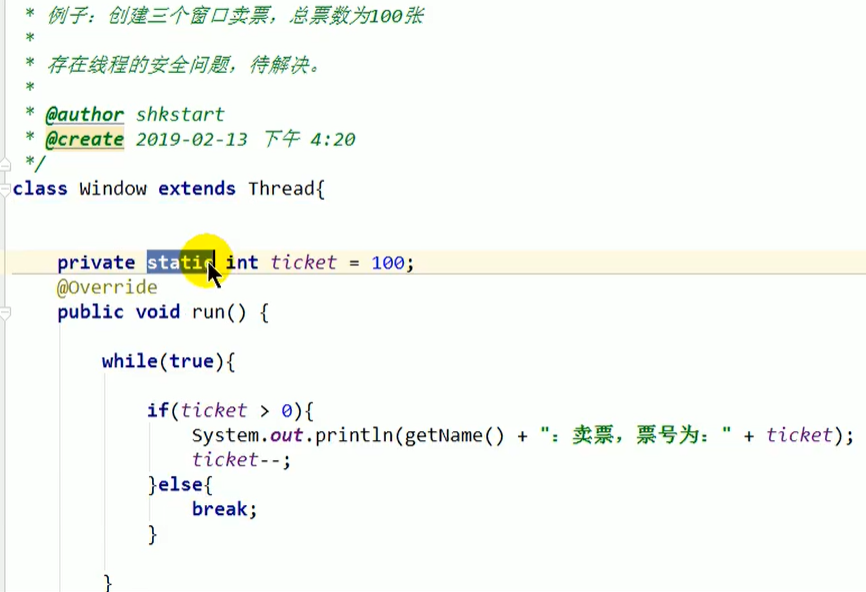 * 例子：创建三个窗口卖票，总票数为100张
*
* 存在线程的安全问题，待解决。
*
* @author shkstart
* @create 2019-02-13 下午 4:20
*/
class Window extends Thread{
private static int ticket = 100;
@Override
public void run() {
while(true){
if(ticket > 0){
System.out.println(getName() + "：卖票，票号为：" + ticket);
ticket--;
}else{
break;
}
}